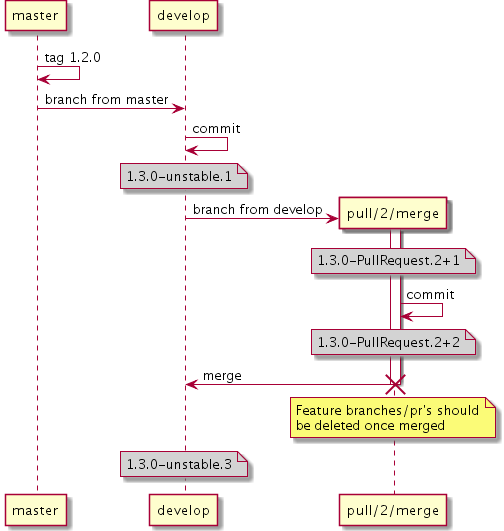 master
develop
tag 1.2.0
branch from master
commit
1.3.0-unstable.1
branch from develop
pull/2/merge
1.3.0-PullRequest.2+1
commit
1.3.0-PullRequest.2+2
merge
Feature branches/pr's should
be deleted once merged
1.3.0-unstable.3
master
develop
pull/2/merge